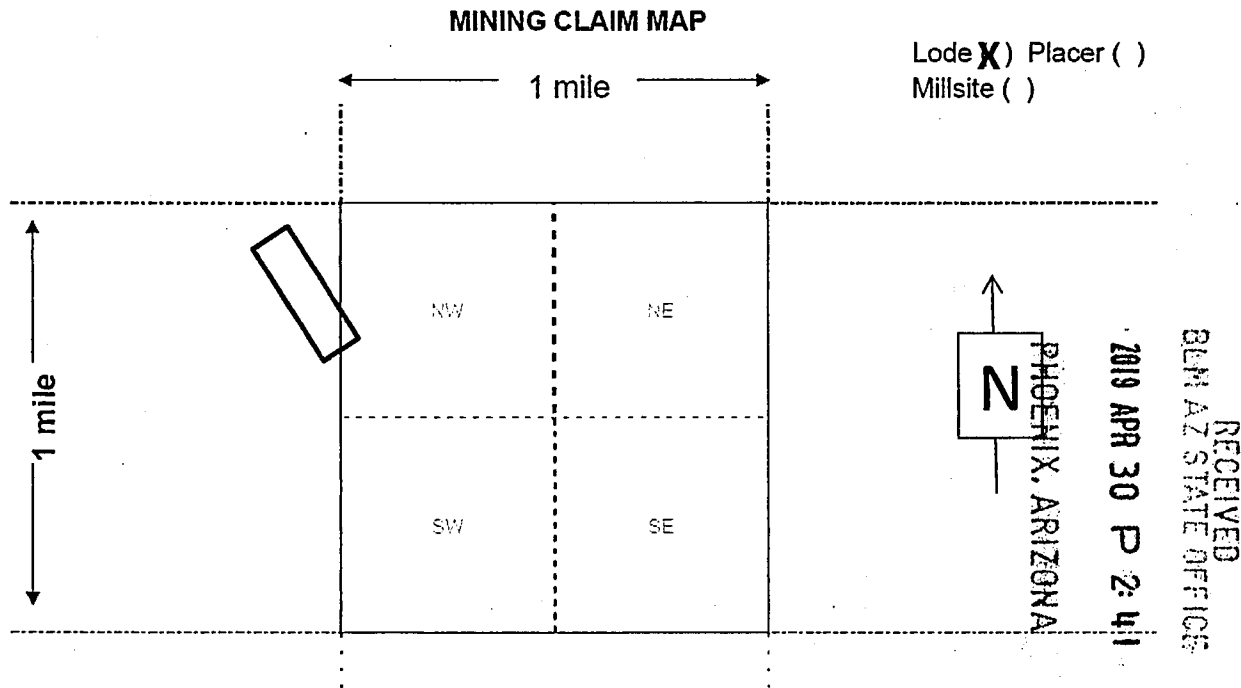 MINING CLAIM MAP
Lode (X) Placer ( )
Millsite ( )
1 mile
1 mile
NW
NE
SW
SE
N
RECEIVED
BLM AZ STATE OFFICE
2019 APR 30 P 2:41
PHOENIX, ARIZONA